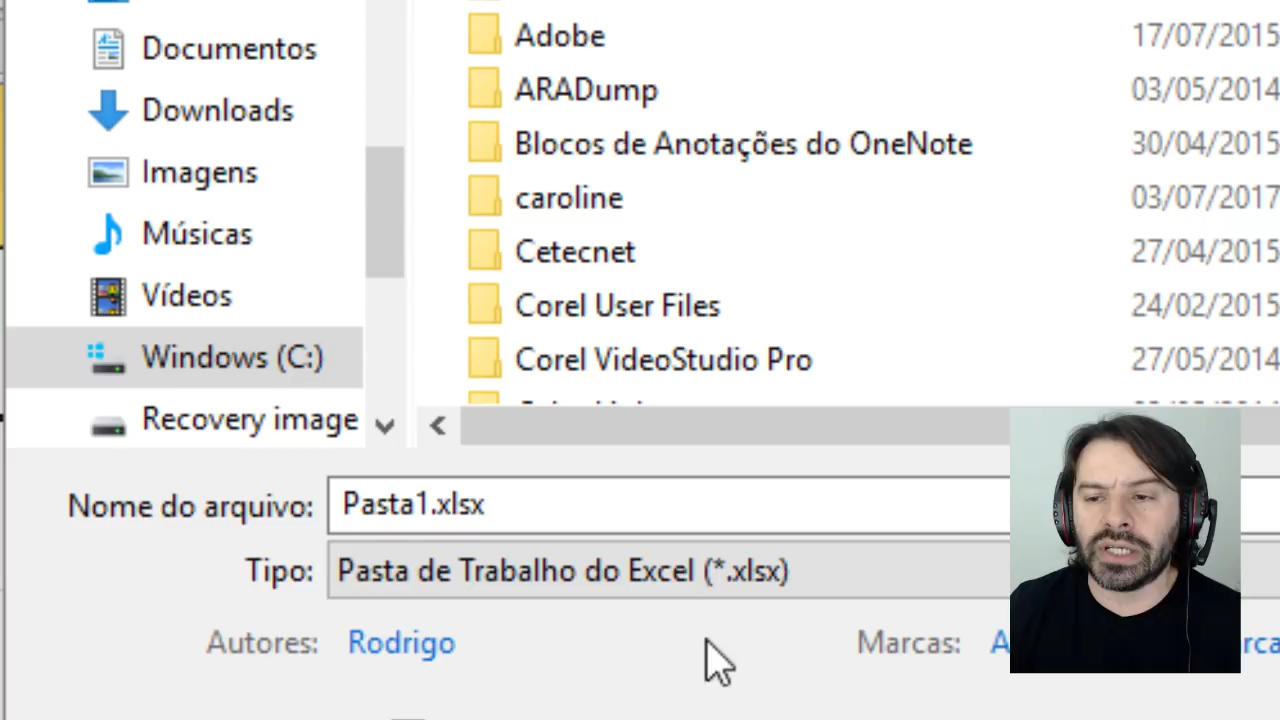 Documentos
Downloads
Imagens
Músicas
Vídeos
Windows (C:)
Recovery image
Adobe 17/07/2015
ARADump 03/05/2014
Blocos de Anotações do OneNote 30/04/2015
caroline 03/07/2017
Cetecnet 27/04/2015
Corel User Files 24/02/2015
Corel VideoStudio Pro 27/05/2014
Nome do arquivo: Pasta1.xlsx
Tipo: Pasta de Trabalho do Excel (*.xlsx)
Autores: Rodrigo Marcas: